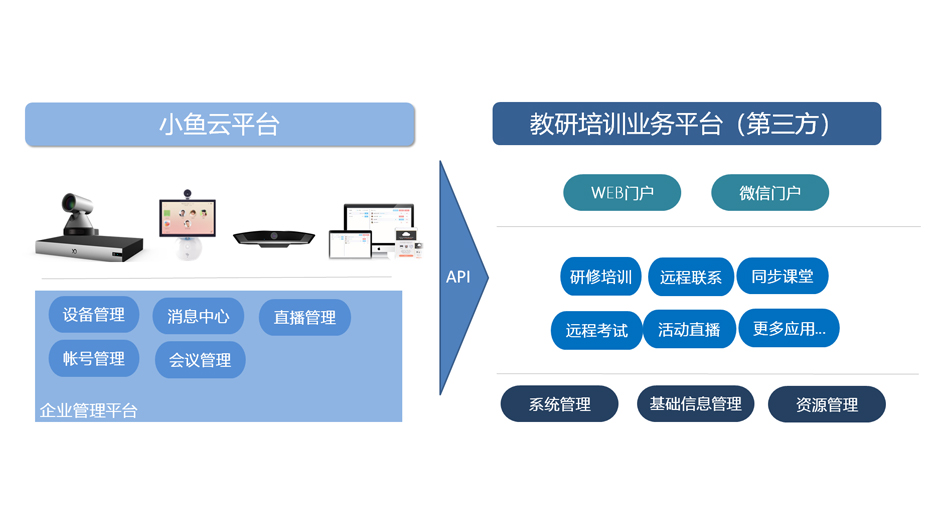 小鱼云平台
设备管理
消息中心
直播管理
帐号管理
会议管理
企业管理平台
API
教研培训业务平台（第三方）
WEB门户
微信门户
研修培训
远程联系
同步课堂
远程考试
活动直播
更多应用...
系统管理
基础信息管理
资源管理